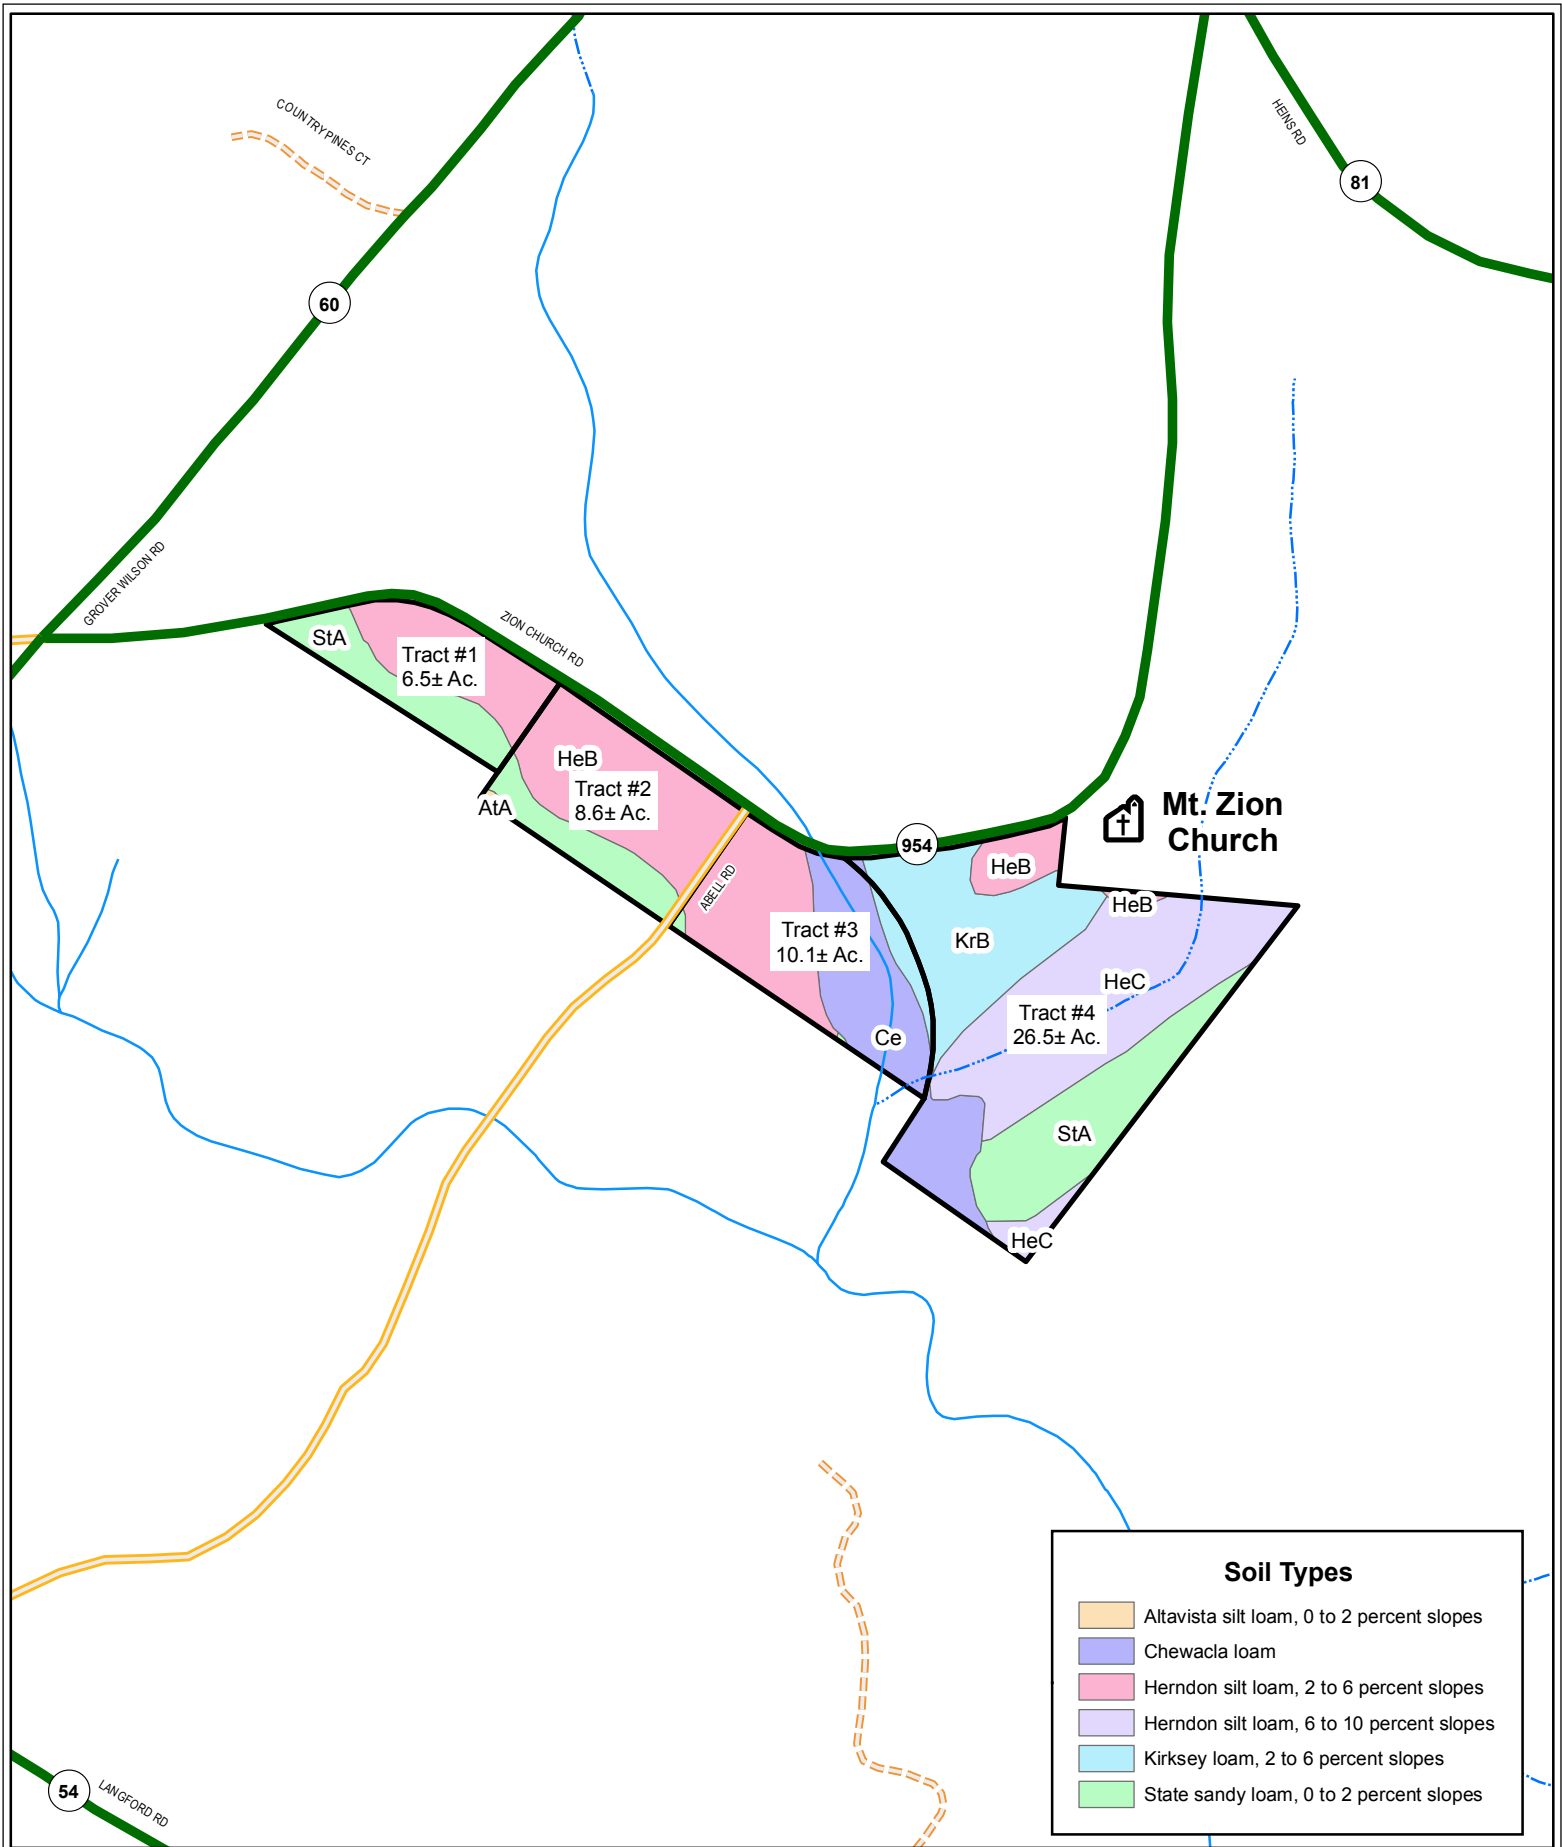 COUNTRY PINES CT
HEINS RD
81
60
GROVER WILSON RD
ZION CHURCH RD
StA
Tract #1
6.5± Ac.
HeB
Tract #2
8.6± Ac.
AtA
ABELL RD
954
Mt. Zion
Church
HeB
HeB
Tract #3
10.1± Ac.
KrB
HeC
Tract #4
26.5± Ac.
Ce
StA
HeC
Soil Types
Altavista silt loam, 0 to 2 percent slopes
Chewacla loam
Herndon silt loam, 2 to 6 percent slopes
Herndon silt loam, 6 to 10 percent slopes
Kirksey loam, 2 to 6 percent slopes
State sandy loam, 0 to 2 percent slopes
54
LANGFORD RD